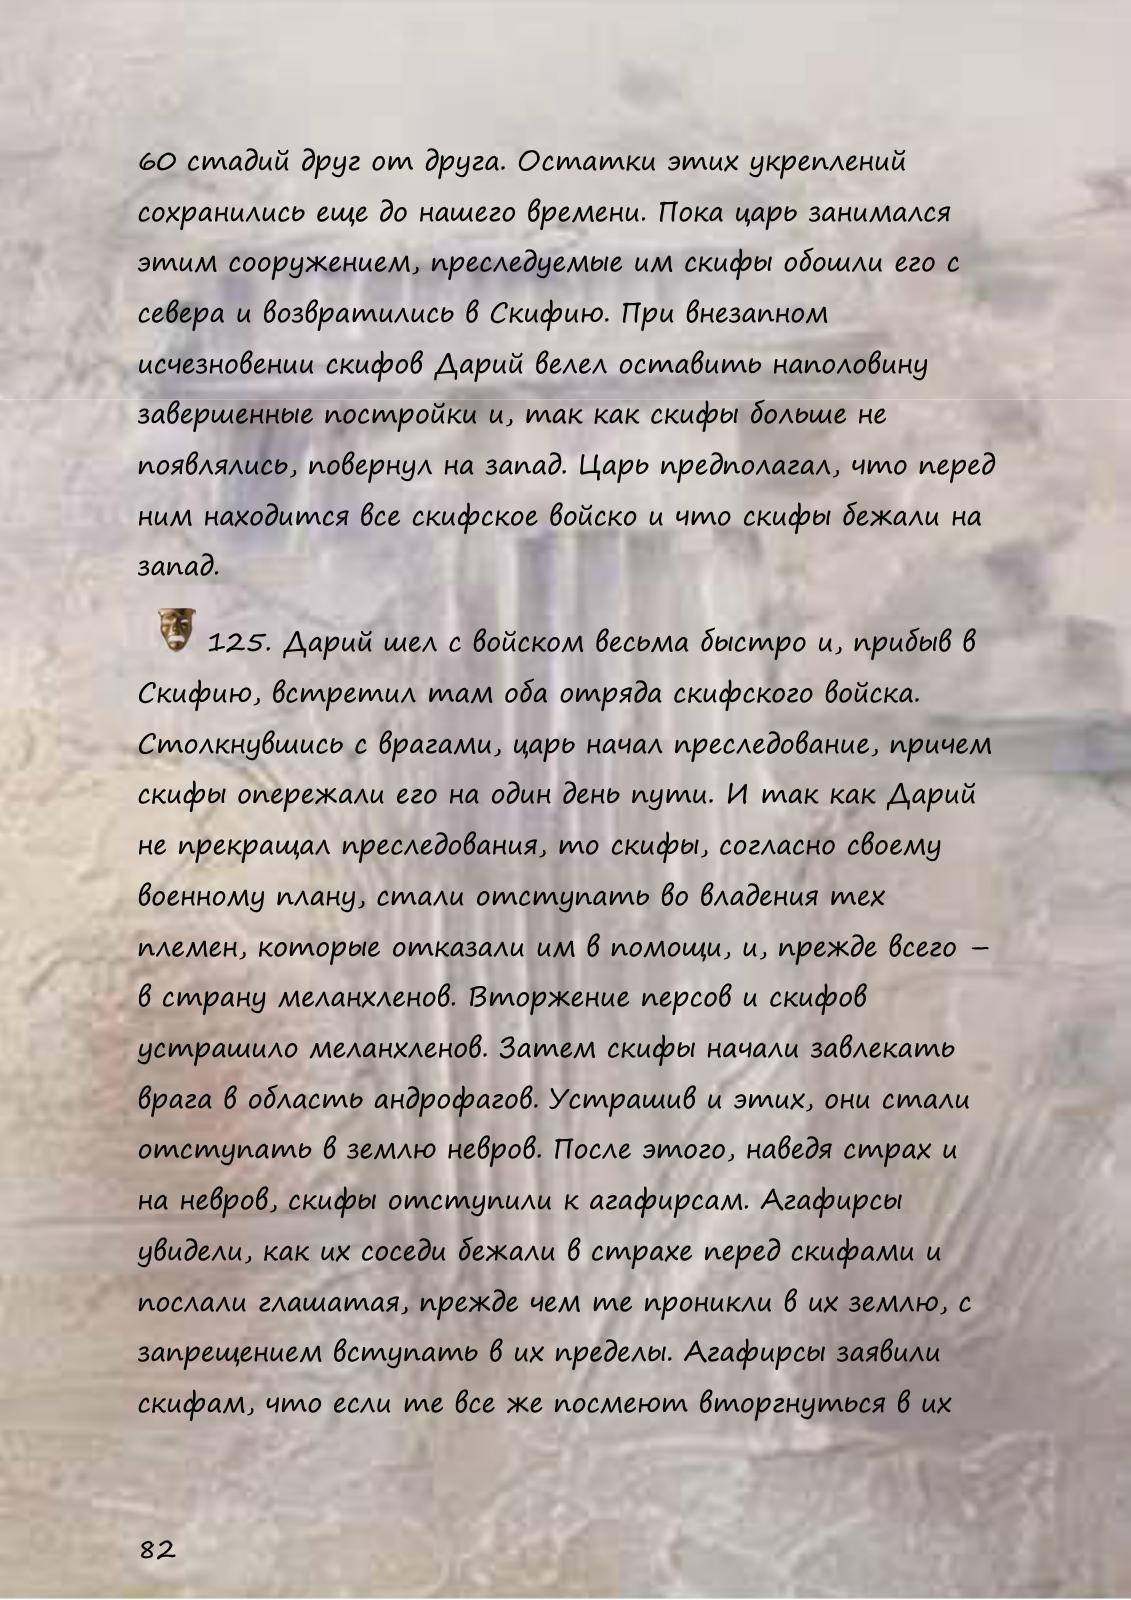 60 стадий друг от друга. Остатки этих укреплений
сохранились еще до нашего времени. Пока царь занимался
этим сооружением, преследуемые им скифы обошли его с
севера и возвратились в Скифию. При внезапном
исчезновении скифов Дарий велел оставить наполовину
завершенные постройки и, так как скифы больше не
появлялись, повернул на запад. Царь предполагал, что перед
ним находится все скифское войско и что скифы бежали на
запад.
125. Дарий шел с войском весьма быстро и, прибыв в
Скифию, встретил там оба отряда скифского войска.
Столкнувшись с врагами, царь начал преследование, причем
скифы опережали его на один день пути. И так как Дарий
не прекращал преследования, то скифы, согласно своему
военному плану, стали отступать во владения тех
племен, которые отказали им в помощи, и, прежде всего –
в страну меланхленов. Вторжение персов и скифов
устрашило меланхленов. Затем скифы начали завлекать
врага в область андрофагов. Устрашив и этих, они стали
отступать в землю невров. После этого, наведя страх и
на невров, скифы отступили к агафирсам. Агафирсы
увидели, как их соседи бежали в страхе перед скифами и
послали глашатая, прежде чем те проникли в их землю, с
запрещением вступать в их пределы. Агафирсы заявили
скифам, что если те все же посмеют вторгнуться в их
82